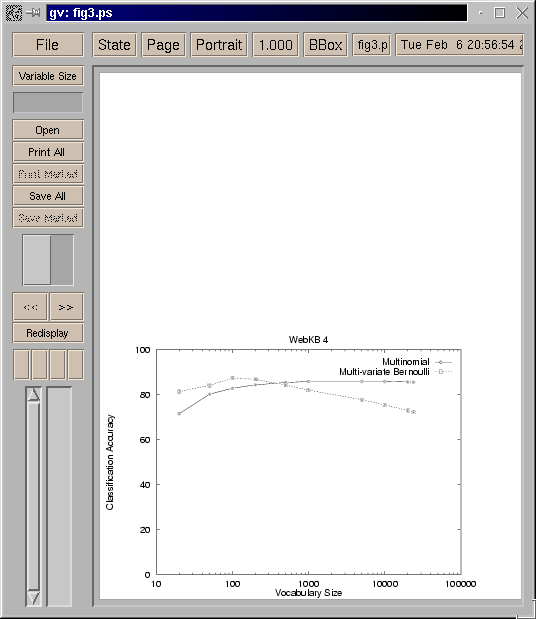 gv: fig3.ps
File State Page Portrait 1.000 BBox fig3.p Tue Feb 6 20:56:54 2
Variable Size
Open
Print All
Print Marked
Save All
Save Marked
<< >>
Redisplay
WebKB 4
Multinomial
Multi-variate Bernoulli
100
80
60
40
20
0
Classification Accuracy
10 100 1000 10000 100000
Vocabulary Size